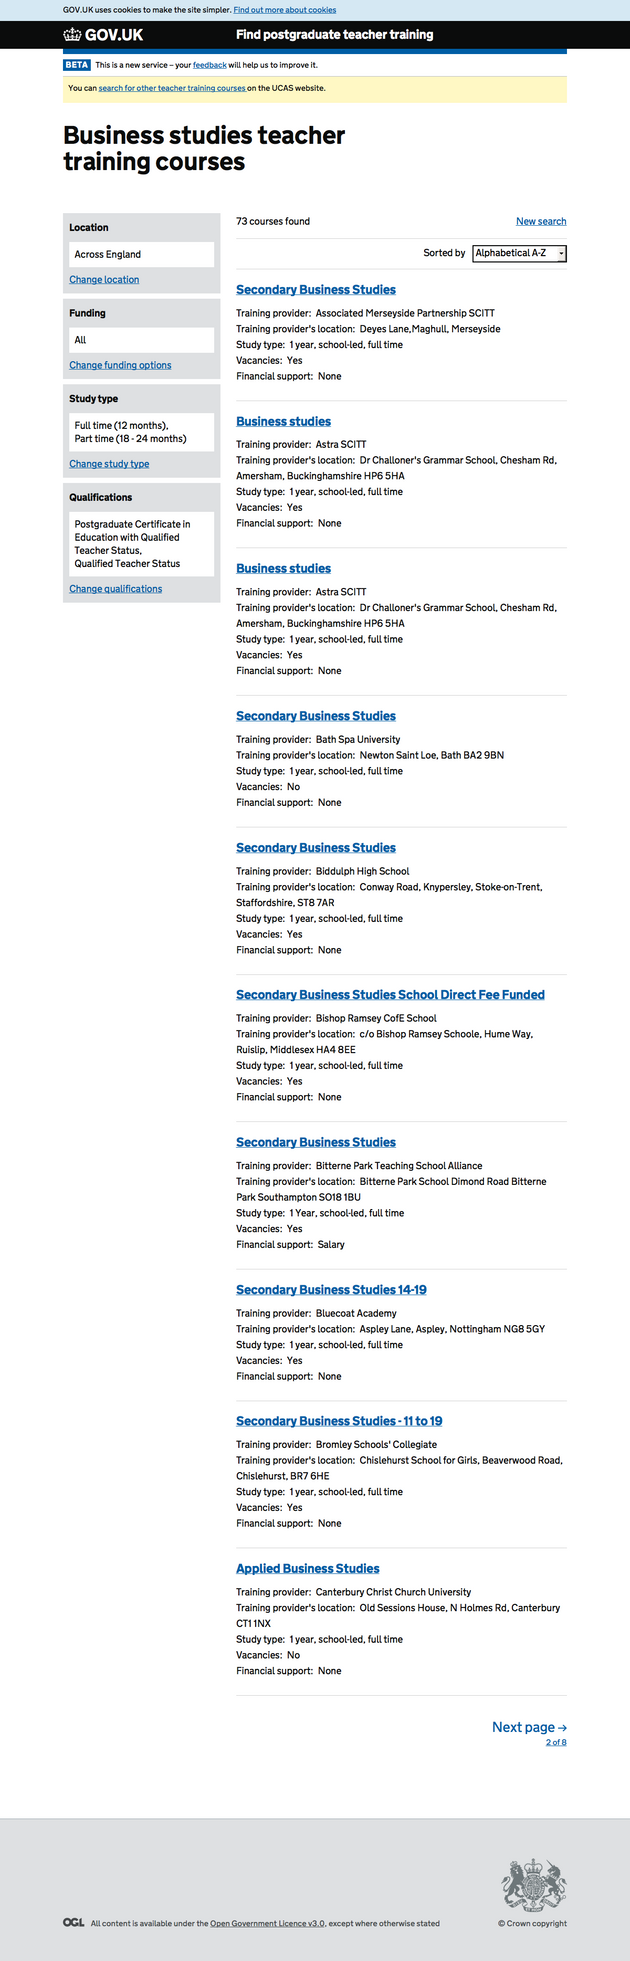 GOV.UK uses cookies to make the site simpler. Find out more about cookies
GOV.UK
Find postgraduate teacher training
BETA This is a new service – your feedback will help us to improve it.
You can search for other teacher training courses on the UCAS website.
Business studies teacher
training courses
Location
Across England
Change location
Funding
All
Change funding options
Study type
Full time (12 months),
Part time (18 - 24 months)
Change study type
Qualifications
Postgraduate Certificate in
Education with Qualified
Teacher Status,
Qualified Teacher Status
Change qualifications
73 courses found
New search
Sorted by Alphabetical A-Z
Secondary Business Studies
Training provider: Associated Merseyside Partnership SCITT
Training provider's location: Deyes Lane,Maghull, Merseyside
Study type: 1 year, school-led, full time
Vacancies: Yes
Financial support: None
Business studies
Training provider: Astra SCITT
Training provider's location: Dr Challoner's Grammar School, Chesham Rd,
Amersham, Buckinghamshire HP6 5HA
Study type: 1 year, school-led, full time
Vacancies: Yes
Financial support: None
Business studies
Training provider: Astra SCITT
Training provider's location: Dr Challoner's Grammar School, Chesham Rd,
Amersham, Buckinghamshire HP6 5HA
Study type: 1 year, school-led, full time
Vacancies: Yes
Financial support: None
Secondary Business Studies
Training provider: Bath Spa University
Training provider's location: Newton Saint Loe, Bath BA2 9BN
Study type: 1 year, school-led, full time
Vacancies: No
Financial support: None
Secondary Business Studies
Training provider: Biddulph High School
Training provider's location: Conway Road, Knypersley, Stoke-on-Trent,
Staffordshire, ST8 7AR
Study type: 1 year, school-led, full time
Vacancies: Yes
Financial support: None
Secondary Business Studies School Direct Fee Funded
Training provider: Bishop Ramsey CofE School
Training provider's location: c/o Bishop Ramsey Schoole, Hume Way,
Ruislip, Middlesex HA4 8EE
Study type: 1 year, school-led, full time
Vacancies: Yes
Financial support: None
Secondary Business Studies
Training provider: Bitterne Park Teaching School Alliance
Training provider's location: Bitterne Park School Dimond Road Bitterne
Park Southampton SO18 1BU
Study type: 1 Year, school-led, full time
Vacancies: Yes
Financial support: Salary
Secondary Business Studies 14-19
Training provider: Bluecoat Academy
Training provider's location: Aspley Lane, Aspley, Nottingham NG8 5GY
Study type: 1 year, school-led, full time
Vacancies: Yes
Financial support: None
Secondary Business Studies - 11 to 19
Training provider: Bromley Schools' Collegiate
Training provider's location: Chislehurst School for Girls, Beaverwood Road,
Chislehurst, BR7 6HE
Study type: 1 year, school-led, full time
Vacancies: Yes
Financial support: None
Applied Business Studies
Training provider: Canterbury Christ Church University
Training provider's location: Old Sessions House, N Holmes Rd, Canterbury
CT1 1NX
Study type: 1 year, school-led, full time
Vacancies: No
Financial support: None
Next page →
2 of 8
OGL All content is available under the Open Government Licence v3.0, except where otherwise stated
© Crown copyright